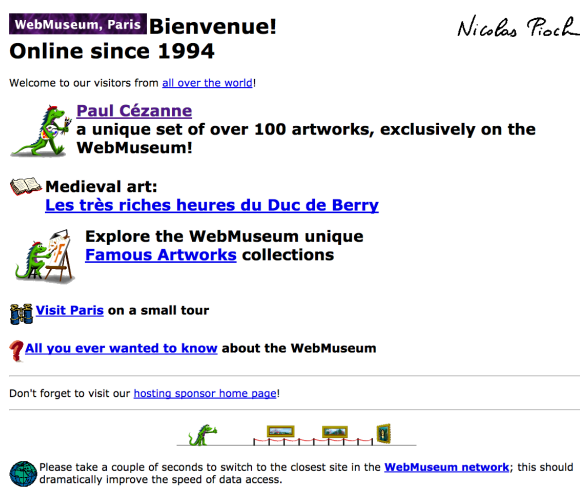 WebMuseum, Paris Bienvenue!
Nicolas Pioch
Online since 1994
Welcome to our visitors from all over the world!
Paul Cézanne
a unique set of over 100 artworks, exclusively on the
WebMuseum!
Medieval art:
Les très riches heures du Duc de Berry
Explore the WebMuseum unique
Famous Artworks collections
Visit Paris on a small tour
All you ever wanted to know about the WebMuseum
Don't forget to visit our hosting sponsor home page!
Please take a couple of seconds to switch to the closest site in the WebMuseum network; this should
dramatically improve the speed of data access.